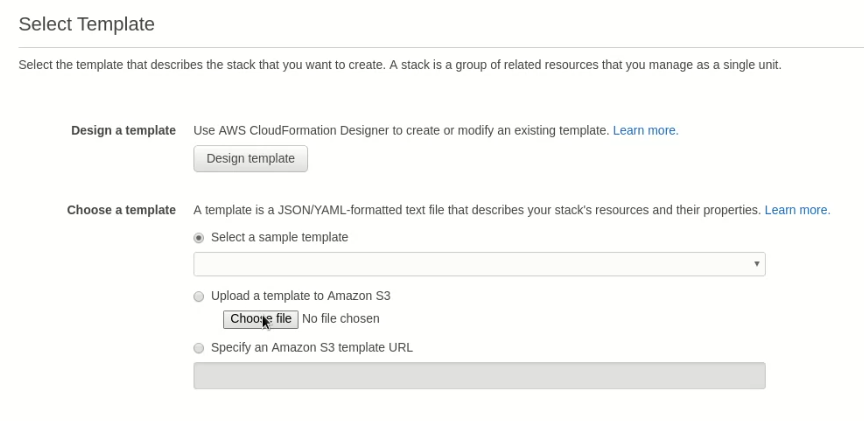 Select Template
Select the template that describes the stack that you want to create. A stack is a group of related resources that you manage as a single unit.
Design a template
Use AWS CloudFormation Designer to create or modify an existing template. Learn more.
Design template
Choose a template
A template is a JSON/YAML-formatted text file that describes your stack's resources and their properties. Learn more.
Select a sample template
Upload a template to Amazon S3
Choose file No file chosen
Specify an Amazon S3 template URL